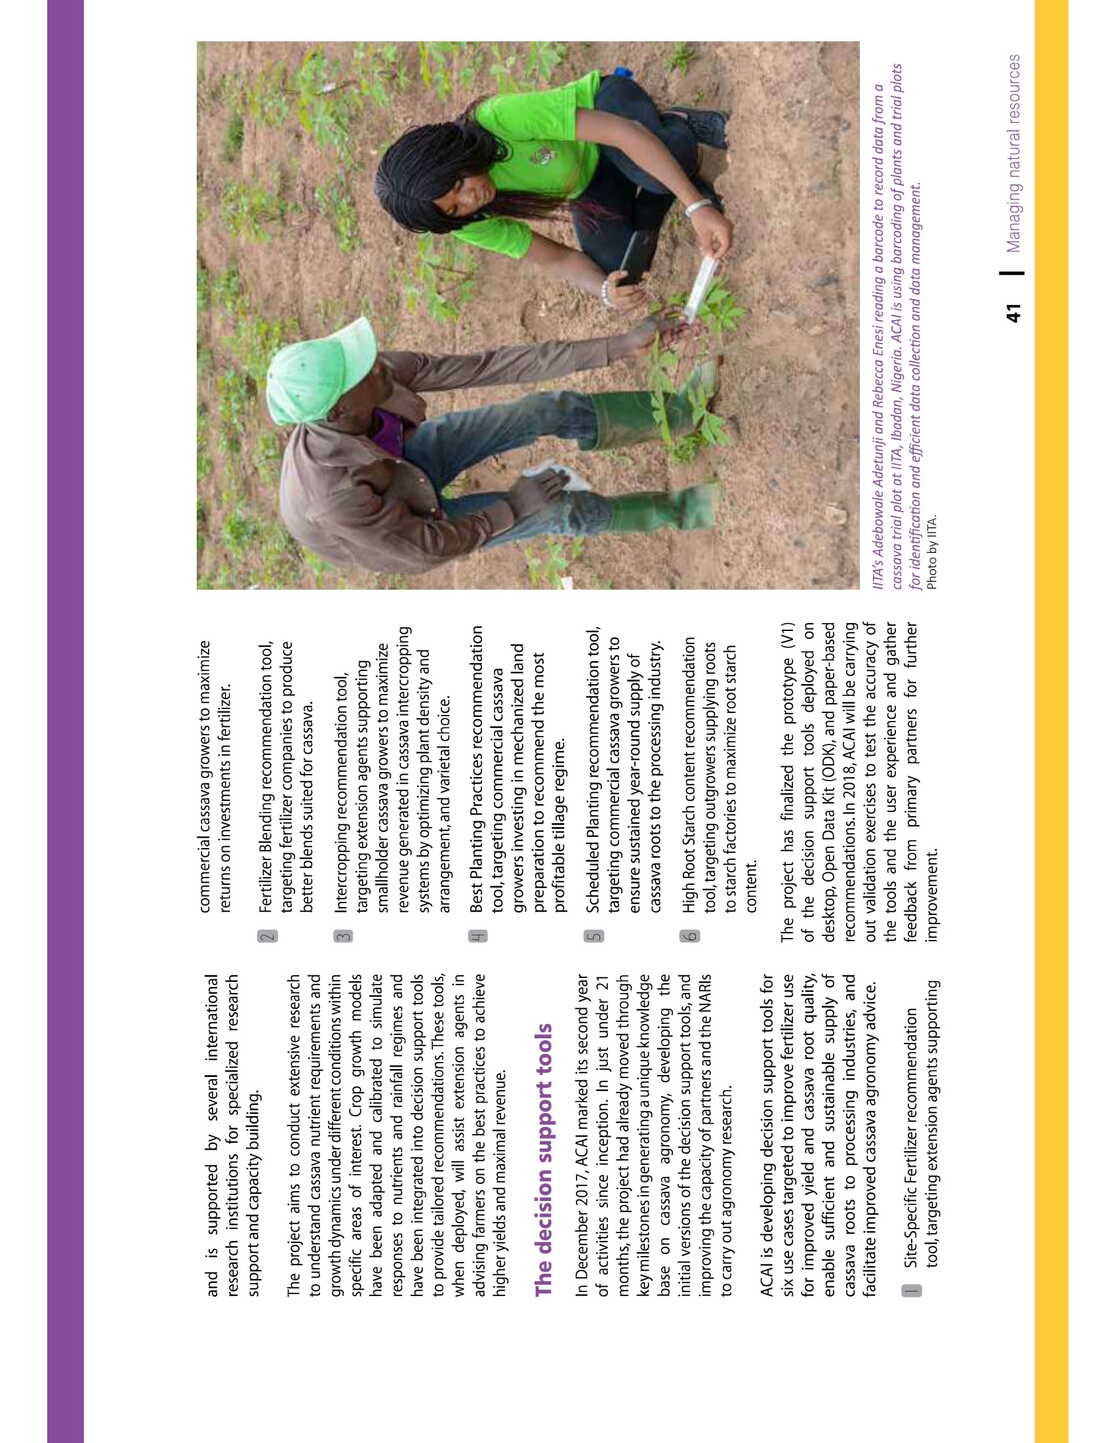 and is supported by several international
research institutions for specialized research
support and capacity building.
The project aims to conduct extensive research
to understand cassava nutrient requirements and
growth dynamics under different conditions within
specific areas of interest. Crop growth models
have been adapted and calibrated to simulate
responses to nutrients and rainfall regimes and
have been integrated into decision support tools
to provide tailored recommendations. These tools,
when deployed, will assist extension agents in
advising farmers on the best practices to achieve
higher yields and maximal revenue.
The decision support tools
In December 2017, ACAI marked its second year
of activities since inception. In just under 21
months, the project had already moved through
key milestones in generating a unique knowledge
base on cassava agronomy, developing the
initial versions of the decision support tools, and
improving the capacity of partners and the NARIs
to carry out agronomy research.
ACAI is developing decision support tools for
six use cases targeted to improve fertilizer use
for improved yield and cassava root quality,
enable sufficient and sustainable supply of
cassava roots to processing industries, and
facilitate improved cassava agronomy advice.
1 Site-Specific Fertilizer recommendation
tool, targeting extension agents supporting
commercial cassava growers to maximize
returns on investments in fertilizer.
2 Fertilizer Blending recommendation tool,
targeting fertilizer companies to produce
better blends suited for cassava.
3 Intercropping recommendation tool,
targeting extension agents supporting
smallholder cassava growers to maximize
revenue generated in cassava intercropping
systems by optimizing plant density and
arrangement, and varietal choice.
4 Best Planting Practices recommendation
tool, targeting commercial cassava
growers investing in mechanized land
preparation to recommend the most
profitable tillage regime.
5 Scheduled Planting recommendation tool,
targeting commercial cassava growers to
ensure sustained year-round supply of
cassava roots to the processing industry.
6 High Root Starch content recommendation
tool, targeting outgrowers supplying roots
to starch factories to maximize root starch
content.
The project has finalized the prototype (V1)
of the decision support tools deployed on
desktop, Open Data Kit (ODK), and paper-based
recommendations. In 2018, ACAI will be carrying
out validation exercises to test the accuracy of
the tools and the user experience and gather
feedback from primary partners for further
improvement.
IITA's Adebowale Adetunji and Rebecca Enesi reading a barcode to record data from a
cassava trial plot at IITA, Ibadan, Nigeria. ACAI is using barcoding of plants and trial plots
for identification and efficient data collection and data management.
Photo by IITA.
41 | Managing natural resources